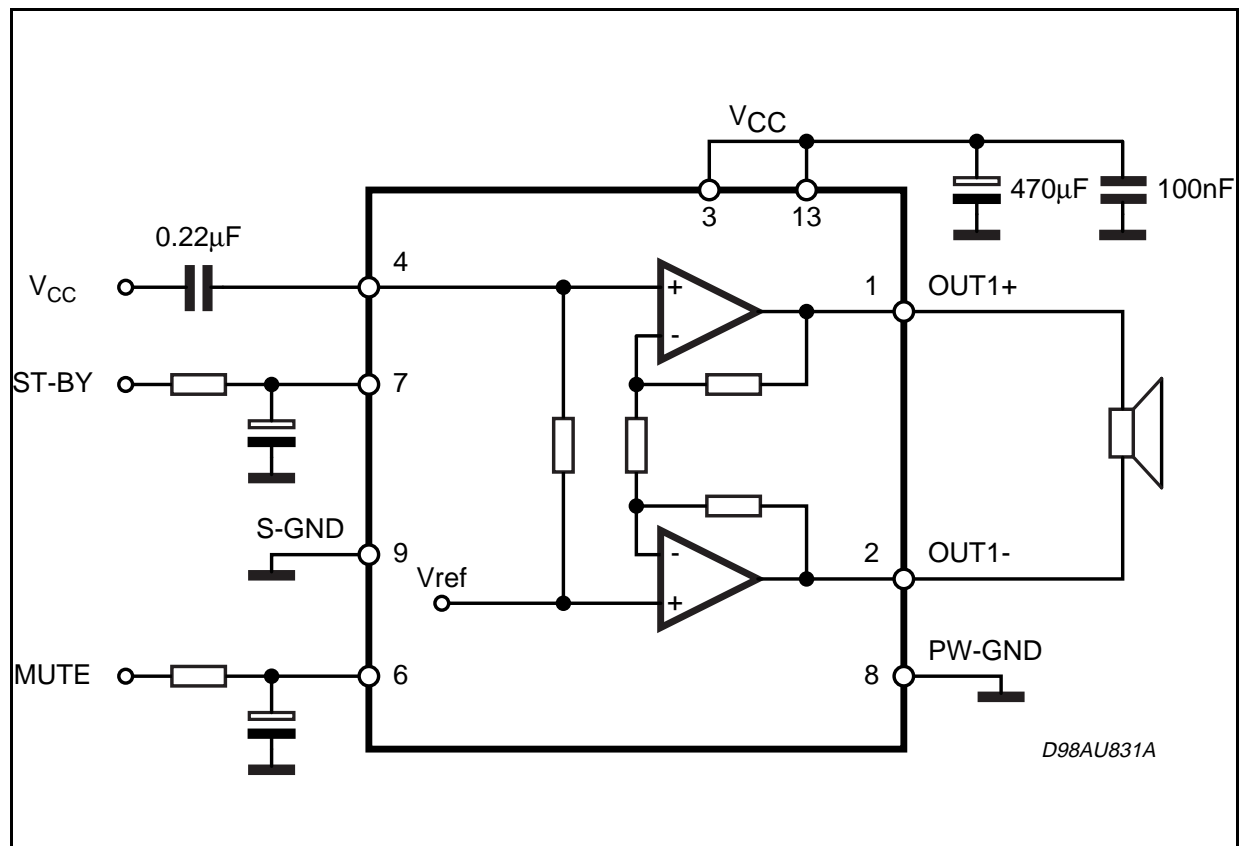 VCC
470μF
100nF
3
13
0.22μF
4
1
OUT1+
VCC
+
-
ST-BY
7
S-GND
9
-
2
OUT1-
Vref
+
PW-GND
MUTE
6
8
D98AU831A